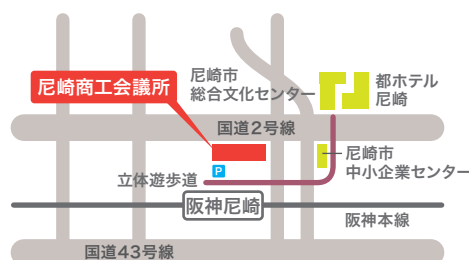 尼崎商工会議所
尼崎市
総合文化センター
都ホテル
尼崎
国道2号線
P
尼崎市
中小企業センター
立体遊歩道
阪神尼崎
阪神本線
国道43号線